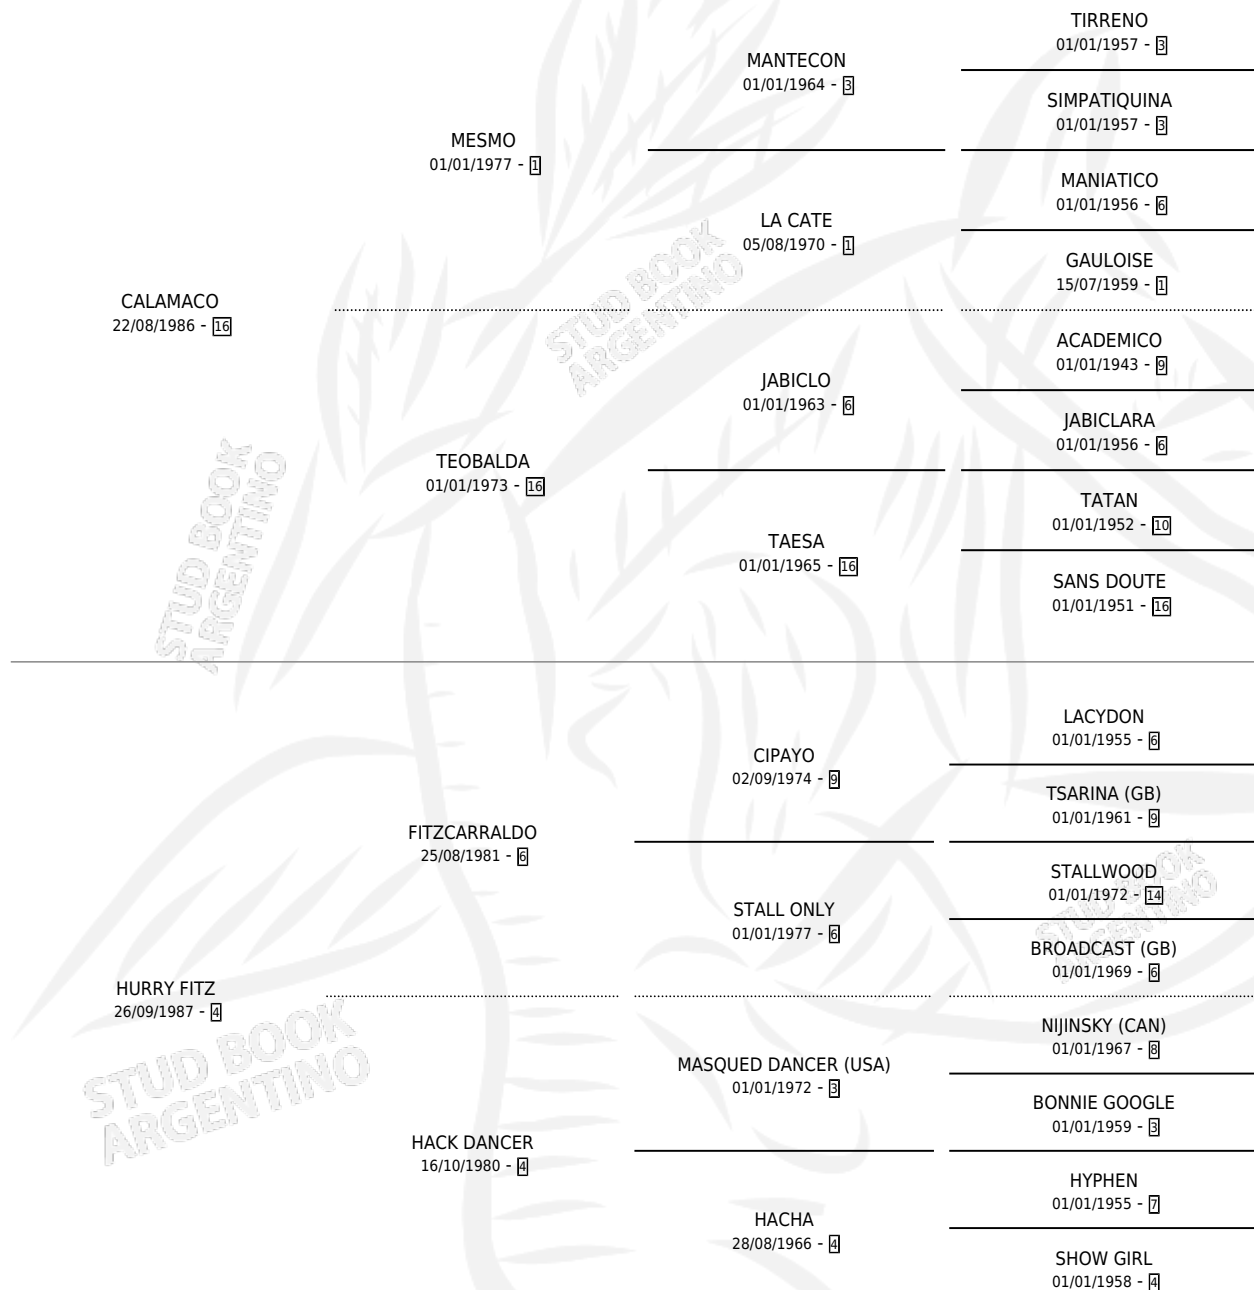 TIRRENO
01/01/1957 - 3
MANTECON
01/01/1964 - 3
SIMPATIQUINA
01/01/1957 - 3
MESMO
01/01/1977 - 1
MANIATICO
01/01/1956 - 6
LA CATE
05/08/1970 - 1
GAULOISE
15/07/1959 - 1
CALAMACO
22/08/1986 - 16
ACADEMICO
01/01/1943 - 9
JABICLO
01/01/1963 - 6
JABICLARA
01/01/1956 - 6
TEOBALDA
01/01/1973 - 16
TATAN
01/01/1952 - 10
TAESA
01/01/1965 - 16
SANS DOUTE
01/01/1951 - 16
LACYDON
01/01/1955 - 6
CIPAYO
02/09/1974 - 9
TSARINA (GB)
01/01/1961 - 9
FITZCARRALDO
25/08/1981 - 6
STALLWOOD
01/01/1972 - 14
STALL ONLY
01/01/1977 - 6
BROADCAST (GB)
01/01/1969 - 6
HURRY FITZ
26/09/1987 - 4
NIJINSKY (CAN)
01/01/1967 - 8
MASQUED DANCER (USA)
01/01/1972 - 3
BONNIE GOOGLE
01/01/1959 - 3
HACK DANCER
16/10/1980 - 4
HYPHEN
01/01/1955 - 7
HACHA
28/08/1966 - 4
SHOW GIRL
01/01/1958 - 4
STUD BOOK
ARGENTINO
STUD BOOK
ARGENTINO
STUD BOOK
ARGENTINO
STUD BOOK
ARGENTINO